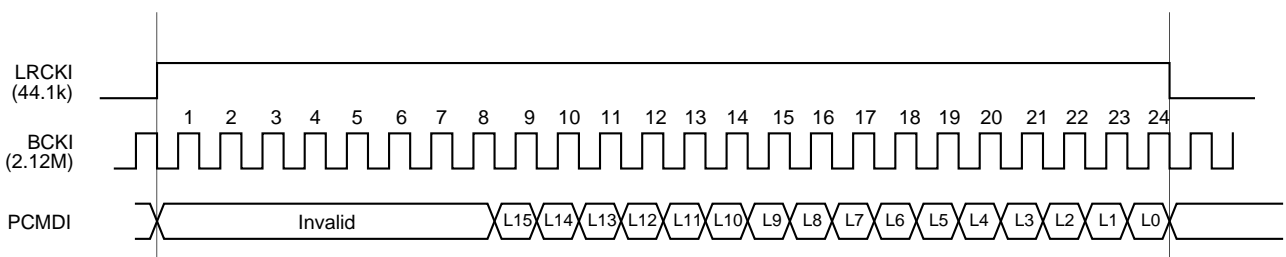 LRCKI
(44.1k)
1 2 3 4 5 6 7 8 9 10 11 12 13 14 15 16 17 18 19 20 21 22 23 24
BCKI
(2.12M)
PCMDI Invalid L15 L14 L13 L12 L11 L10 L9 L8 L7 L6 L5 L4 L3 L2 L1 L0